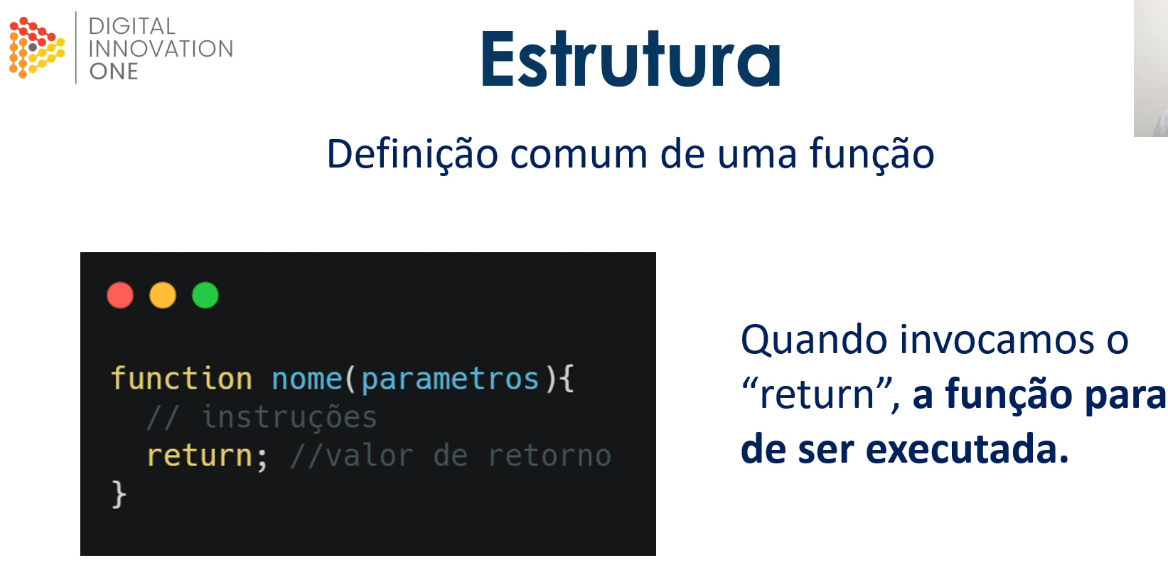 DIGITAL
INNOVATION
ONE
Estrutura
Definição comum de uma função
function nome(parametros){
// instruções
return; //valor de retorno
}
Quando invocamos o
“return”, a função para
de ser executada.